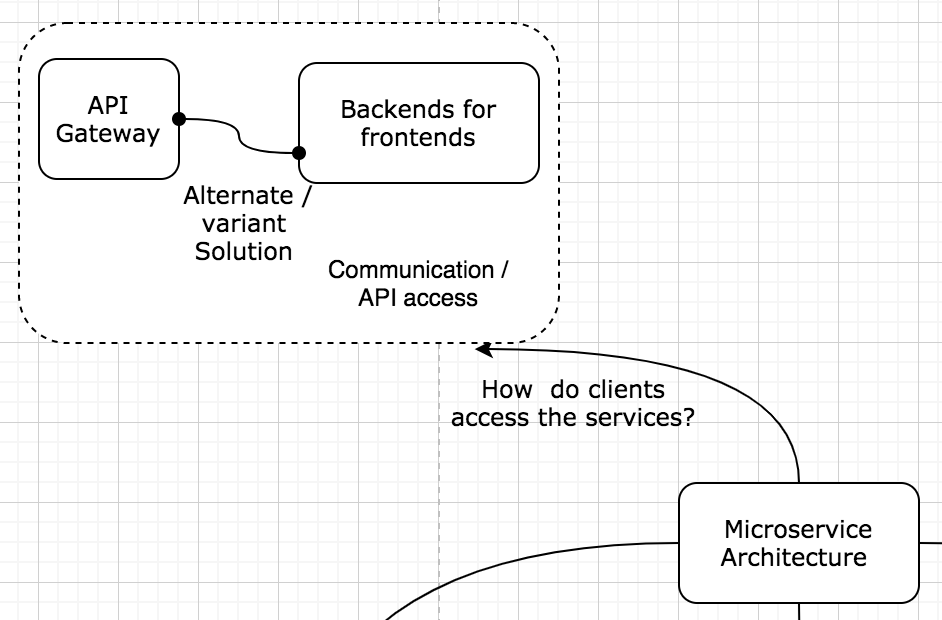 API
Gateway
Backends for
frontends
Alternate /
variant
Solution
Communication /
API access
How  do clients
access the services?
Microservice
Architecture